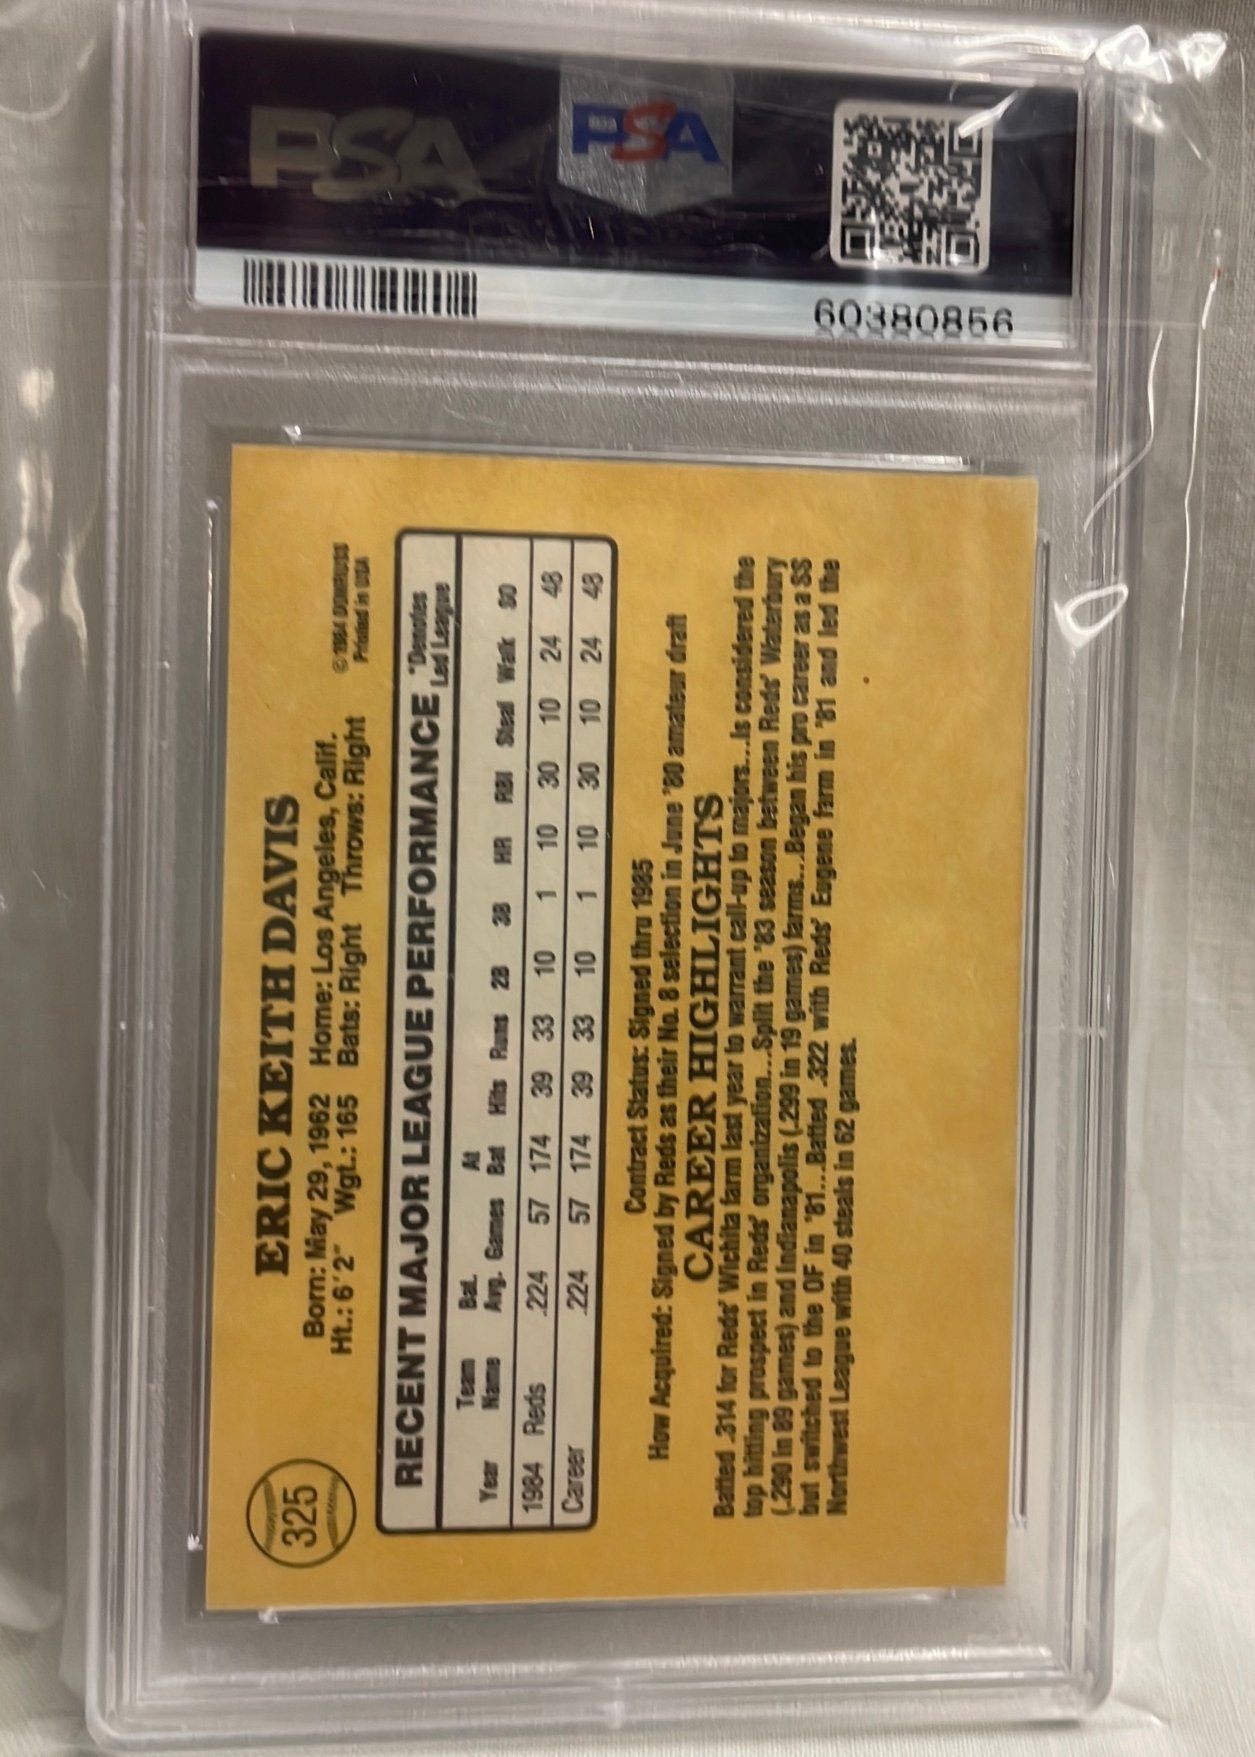 PSA
PSA
60380856
325
ERIC KEITH DAVIS
Born: May 29, 1962 Home: Los Angeles, Calif.
Ht.: 6'2" Wgt.: 165 Bats: Right Throws: Right
© 1984 DONRUSS
Printed in USA
RECENT MAJOR LEAGUE PERFORMANCE *Denotes Led League
Year Team Name Bat. Avg. Games At Bat Hits Runs 2B 3B HR RBI Steal Walk SO
1984 Reds .224 57 174 39 33 10 1 10 30 10 24 48
Career .224 57 174 39 33 10 1 10 30 10 24 48
Contract Status: Signed thru 1985
How Acquired: Signed by Reds as their No. 8 selection in June '80 amateur draft
CAREER HIGHLIGHTS
Batted .314 for Reds' Wichita farm last year to warrant call-up to majors...Is considered the
top hitting prospect in Reds' organization....Split the '83 season between Reds' Waterbury
(.290 in 89 games) and Indianapolis (.299 in 19 games) farms...Began his pro career as a SS
but switched to the OF in '81...Batted .322 with Reds' Eugene farm in '81 and led the
Northwest League with 40 steals in 62 games.